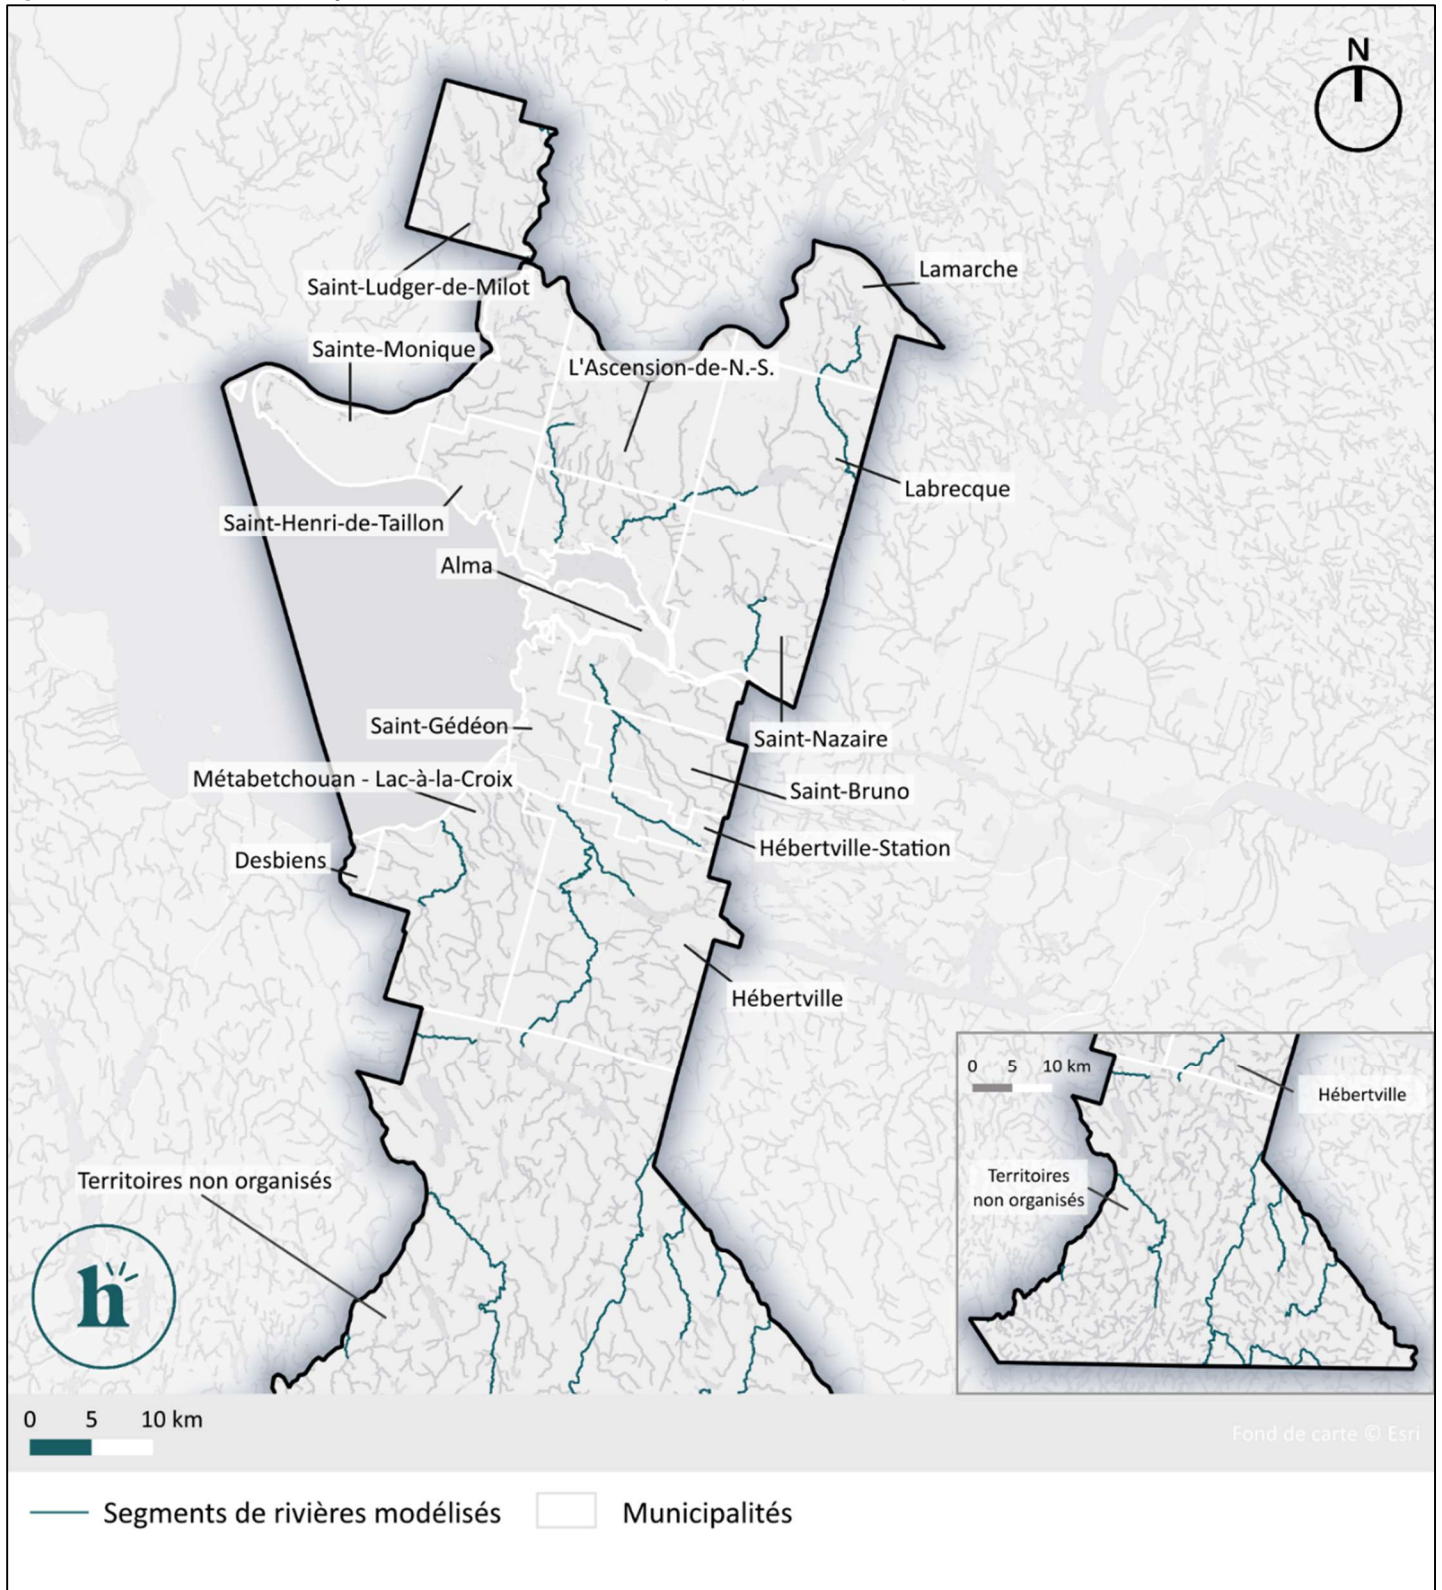 N
Saint-Ludger-de-Milot
Lamarche
Sainte-Monique
L'Ascension-de-N.-S.
Labrecque
Saint-Henri-de-Taillon
Alma
Saint-Gédéon
Saint-Nazaire
Métabetchouan - Lac-à-la-Croix
Saint-Bruno
Hébertville-Station
Desbiens
Hébertville
0 5 10 km
Hébertville
Territoires
non organisés
Territoires non organisés
h
0 5 10 km
Fond de carte © Esri
Segments de rivières modélisés
Municipalités